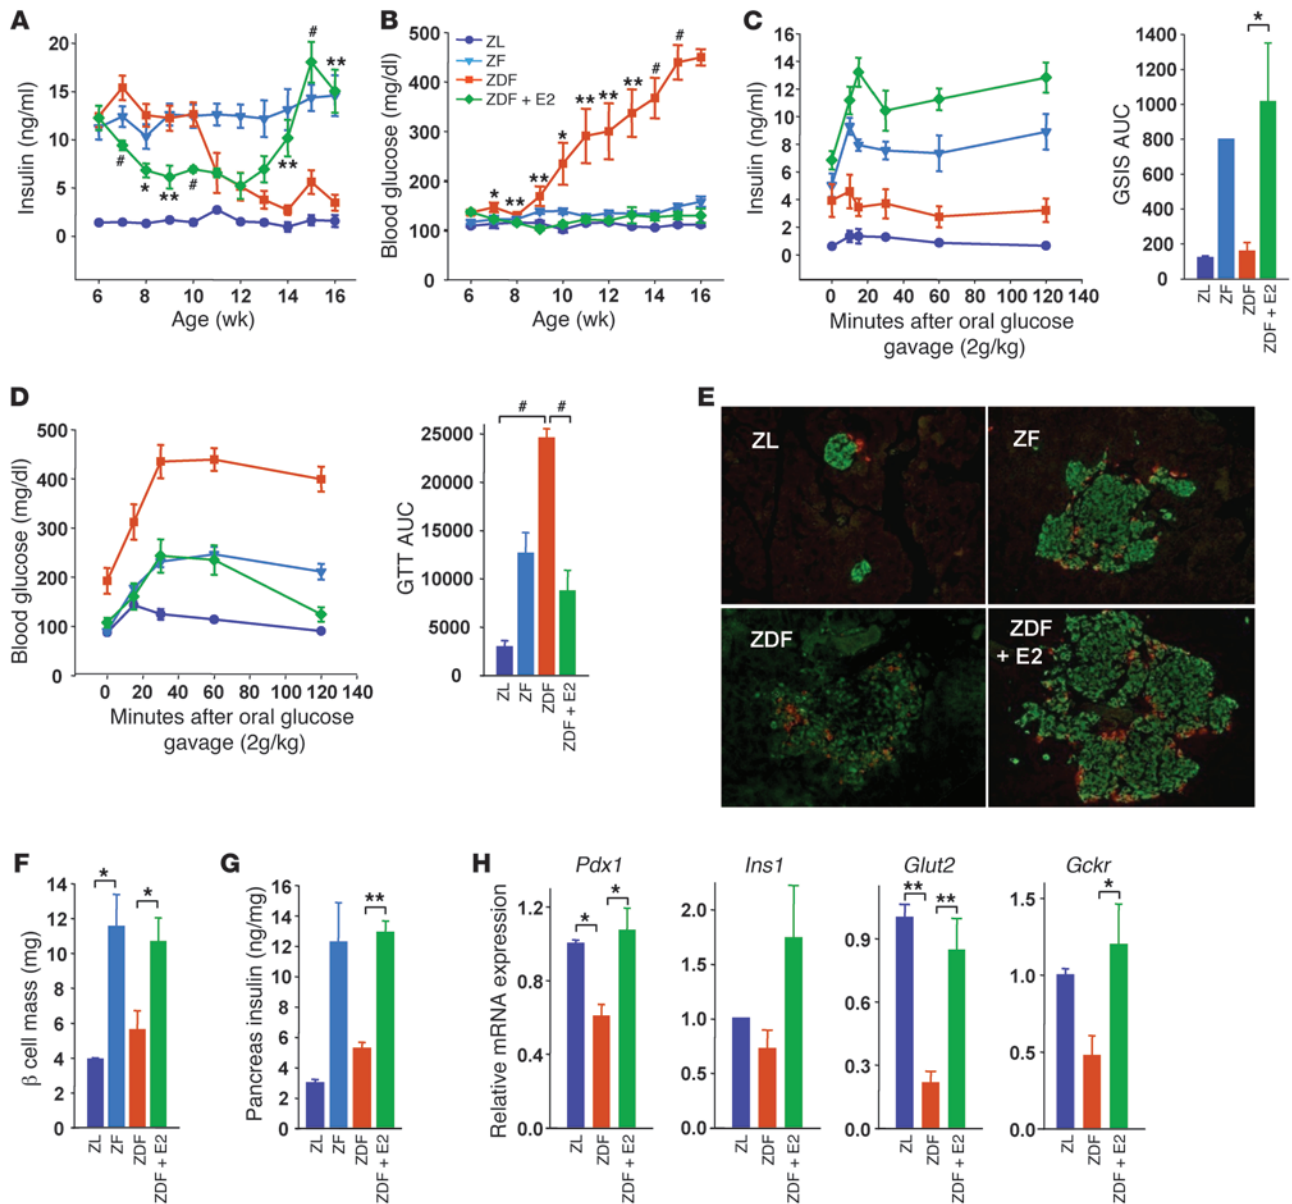 A
Insulin (ng/ml)
20
15
10
5
0
#
*
**
#
**
#
**
6 8 10 12 14 16
Age (wk)
B
Blood glucose (mg/dl)
500
400
300
200
100
0
ZL
ZF
ZDF
ZDF + E2
*
**
**
*
**
**
**
#
#
6 8 10 12 14 16
Age (wk)
C
Insulin (ng/ml)
16
14
12
10
8
6
4
2
0
0 20 40 60 80 100 120 140
Minutes after oral glucose
gavage (2g/kg)
GSIS AUC
1400
1200
1000
800
600
400
200
0
*
ZL
ZF
ZDF
ZDF + E2
D
Blood glucose (mg/dl)
500
400
300
200
100
0
0 20 40 60 80 100 120 140
Minutes after oral glucose
gavage (2g/kg)
GTT AUC
25000
20000
15000
10000
5000
0
# #
ZL
ZF
ZDF
ZDF + E2
E
ZL
ZF
ZDF
ZDF
+ E2
F
β cell mass (mg)
14
12
10
8
6
4
2
0
* *
ZL
ZF
ZDF
ZDF + E2
G
Pancreas insulin (ng/mg)
16
14
12
10
8
6
4
2
0
**
ZL
ZF
ZDF
ZDF + E2
H
Relative mRNA expression
Pdx1
1.2
0.8
0.4
0.0
* *
ZL
ZDF
ZDF + E2
Ins1
2.0
1.5
1.0
0.5
0.0
ZL
ZDF
ZDF + E2
Glut2
0.9
0.6
0.3
0.0
** **
ZL
ZDF
ZDF + E2
Gckr
1.5
1.0
0.5
0.0
*
ZL
ZDF
ZDF + E2